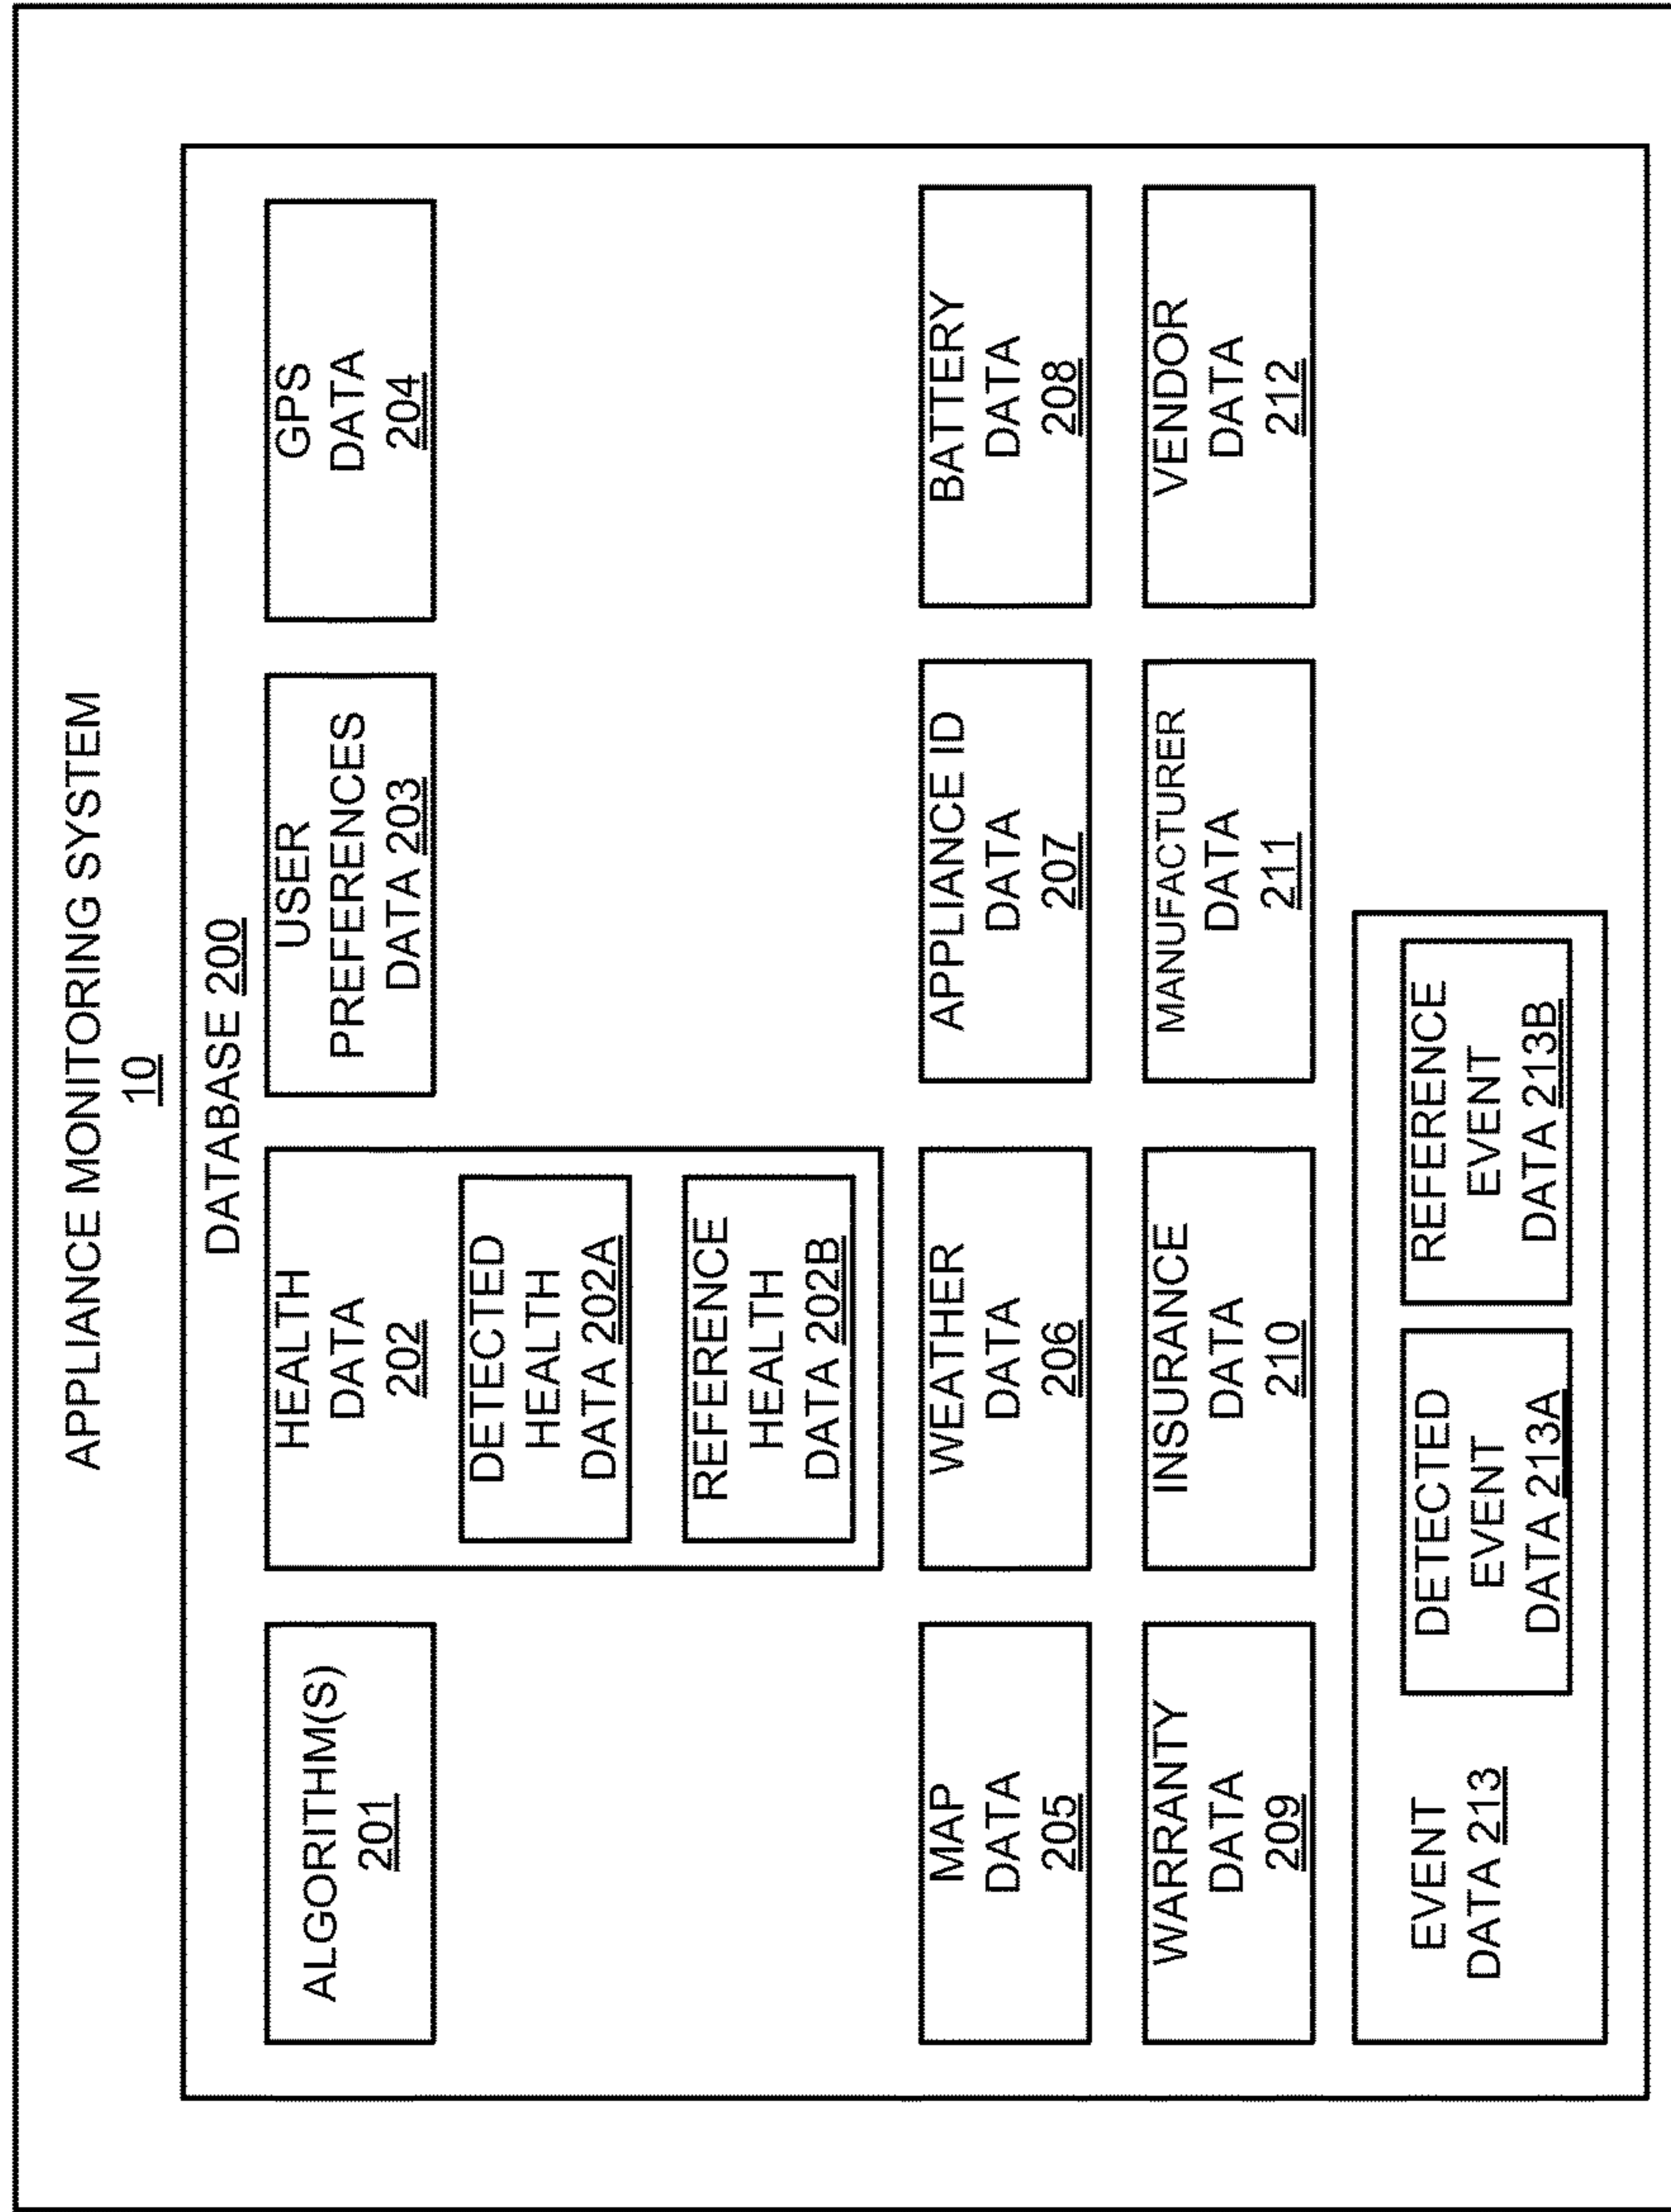 APPLIANCE MONITORING SYSTEM
10
DATABASE 200
ALGORITHM(S)
201
HEALTH
DATA
202
DETECTED
HEALTH
DATA 202A
REFERENCE
HEALTH
DATA 202B
USER
PREFERENCES
DATA 203
GPS
DATA
204
MAP
DATA
205
WEATHER
DATA
206
APPLIANCE ID
DATA
207
BATTERY
DATA
208
WARRANTY
DATA
209
INSURANCE
DATA
210
MANUFACTURER
DATA
211
VENDOR
DATA
212
EVENT
DATA 213
DETECTED
EVENT
DATA 213A
REFERENCE
EVENT
DATA 213B